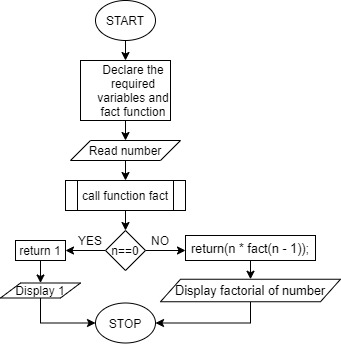 START
Declare the
required
variables and
fact function
Read number
call function fact
YES
n==0
NO
return 1
return(n * fact(n - 1));
Display 1
Display factorial of number
STOP